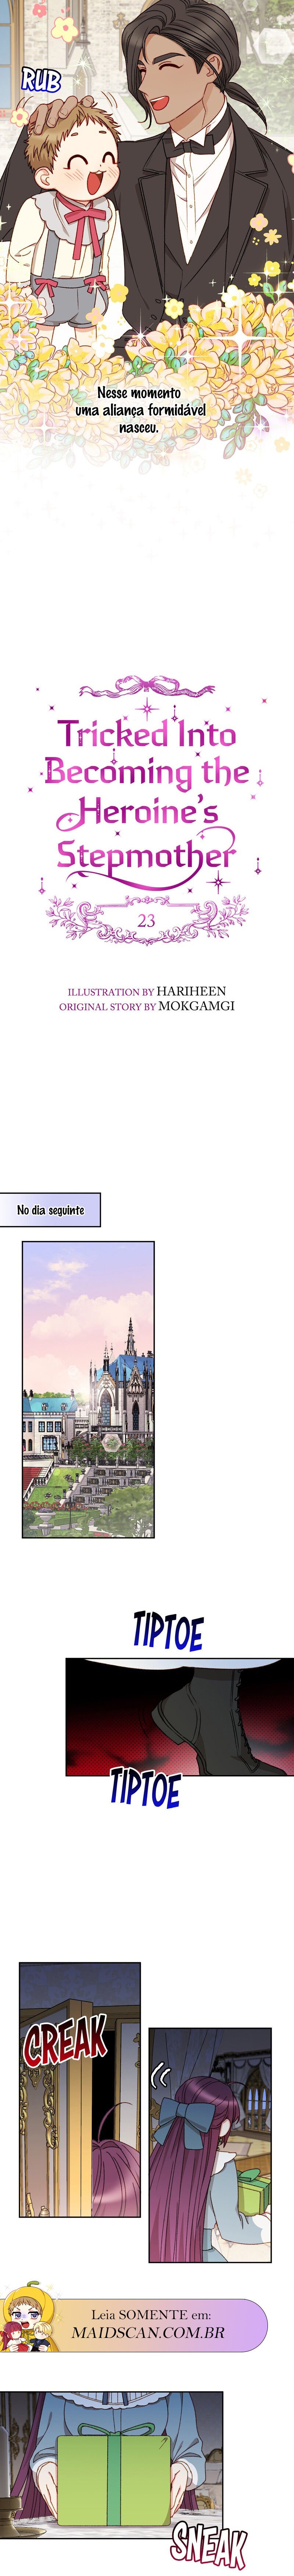 RUB
Nesse momento
uma aliança formidável
nasceu.
Tricked Into
Becoming the
Heroine's
Stepmother
23
ILLUSTRATION BY HARIHEEN
ORIGINAL STORY BY MOKGAMGI
No dia seguinte
TIPTOE
TIPTOE
CREAK
Leia SOMENTE em:
MAIDSCAN.COM.BR
SNEAK